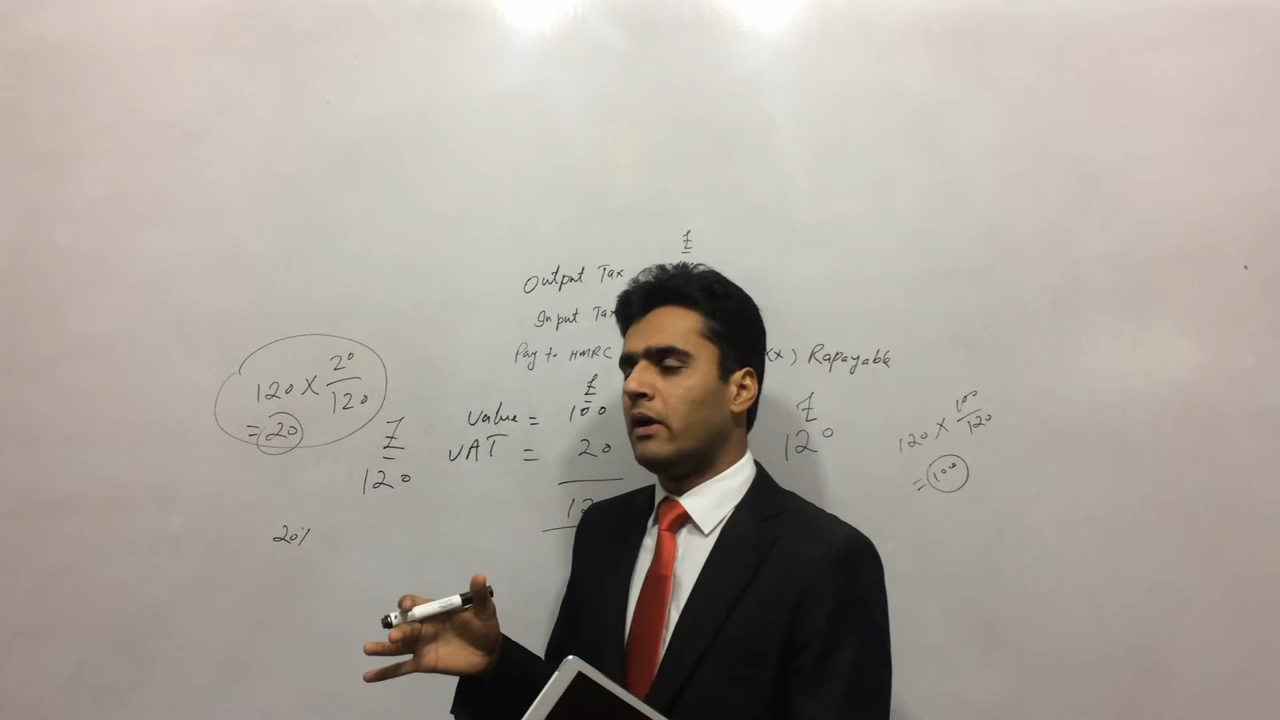 £
Output Tax
Input Tax
Pay to HMRC (x) Rapayable
120 x 20/120
= 20
£
120
20%
£
value = 100
VAT = 20
£
120
120 x 100/120
= 100